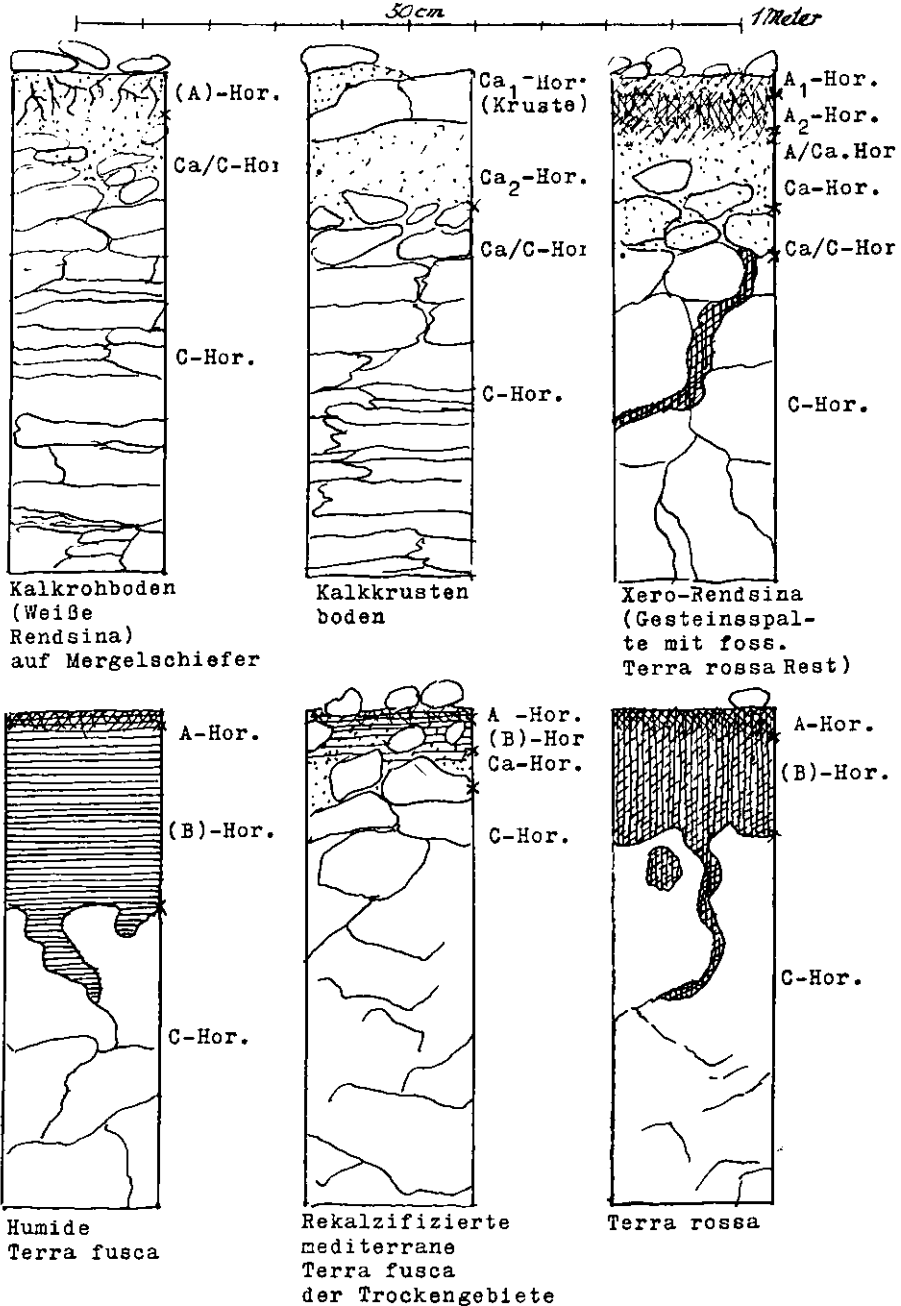 50cm
1 Meter
(A)-Hor.
Ca/C-Hor
C-Hor.
Kalkrohboden
(Weiße
Rendsina)
auf Mergelschiefer
Ca1-Hor.
(Kruste)
Ca2-Hor.
Ca/C-Hor
C-Hor.
Kalkkrusten
boden
A1-Hor.
A2-Hor.
A/Ca.Hor
Ca-Hor.
Ca/C-Hor
C-Hor.
Xero-Rendsina
(Gesteinsspal-
te mit foss.
Terra rossa Rest)
A-Hor.
(B)-Hor.
C-Hor.
Humide
Terra fusca
A -Hor.
(B)-Hor
Ca-Hor.
C-Hor.
Rekalzifizierte
mediterrane
Terra fusca
der Trockengebiete
A-Hor.
(B)-Hor.
C-Hor.
Terra rossa